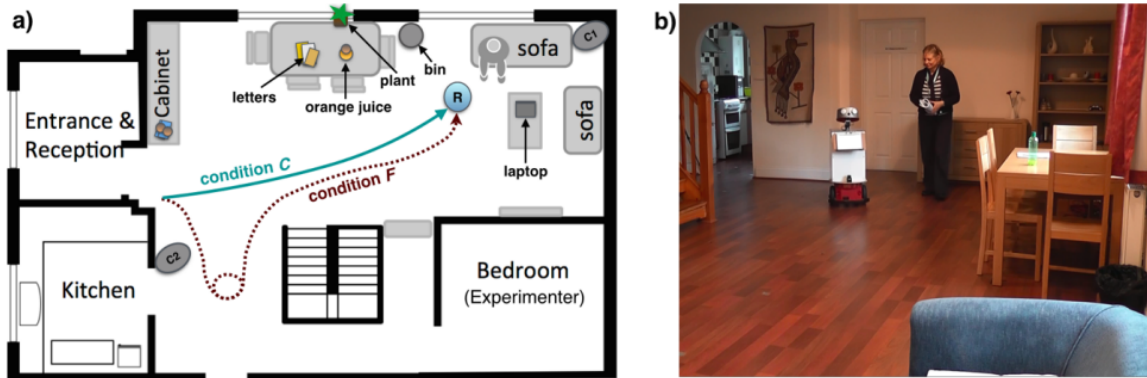 a)
Cabinet
letters
orange juice
plant
bin
sofa
C1
R
sofa
laptop
Entrance &
Reception
condition C
condition F
C2
Kitchen
Bedroom
(Experimenter)
b)